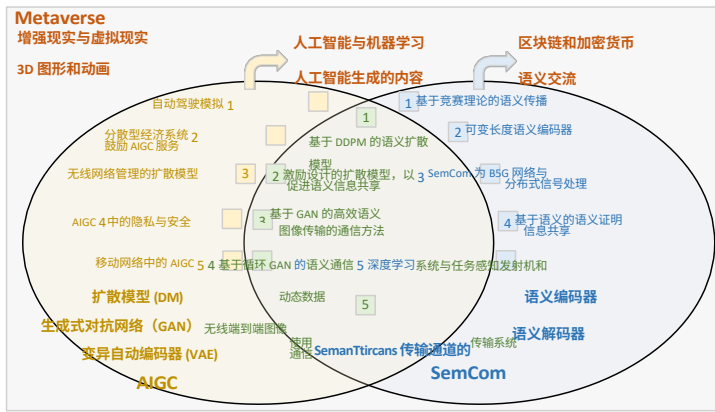 Metaverse
增强现实与虚拟现实
3D 图形和动画
人工智能与机器学习
人工智能生成的内容
区块链和加密货币
语义交流
自动驾驶模拟 1
分散型经济系统 2
鼓励 AIGC 服务
无线网络管理的扩散模型
3
AIGC 4中的隐私与安全
移动网络中的 AIGC 5
扩散模型 (DM)
生成式对抗网络（GAN）
变异自动编码器 (VAE)
AIGC
1
基于 DDPM 的语义扩散
模型
2 激励设计的扩散模型，以
促进语义信息共享
3 基于 GAN 的高效语义
图像传输的通信方法
4 基于循环 GAN 的语义通信
动态数据
5
无线端到端图像
使用
通信
SemanTtircans 传输通道的
传输系统
1 基于竞赛理论的语义传播
2 可变长度语义编码器
3 SemCom 为 B5G 网络与
分布式信号处理
4 基于语义的语义证明
信息共享
5 深度学习系统与任务感知发射机和
语义编码器
语义解码器
SemCom